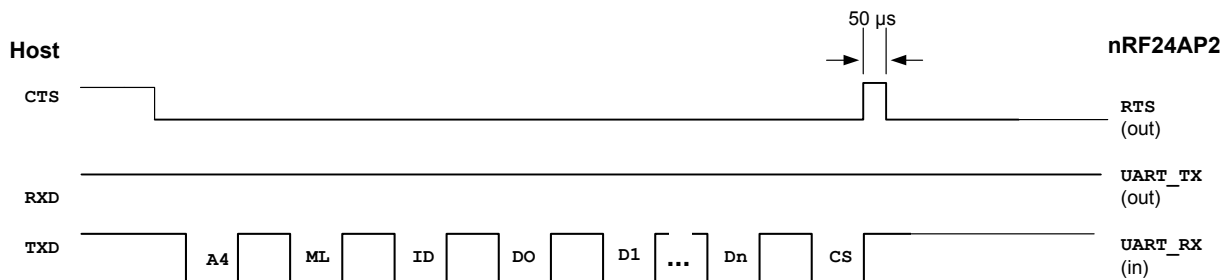 50 µs
Host
nRF24AP2
CTS
RTS
(out)
UART_TX
RXD
(out)
TXD
A4 ML ID DO D1 ... Dn CS
UART_RX
(in)